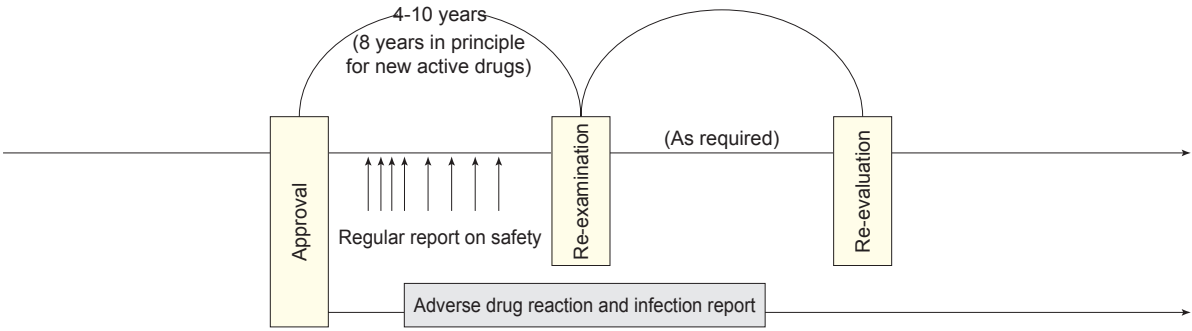 4-10 years
(8 years in principle
for new active drugs)
Approval
Regular report on safety
Re-examination
(As required)
Re-evaluation
Adverse drug reaction and infection report